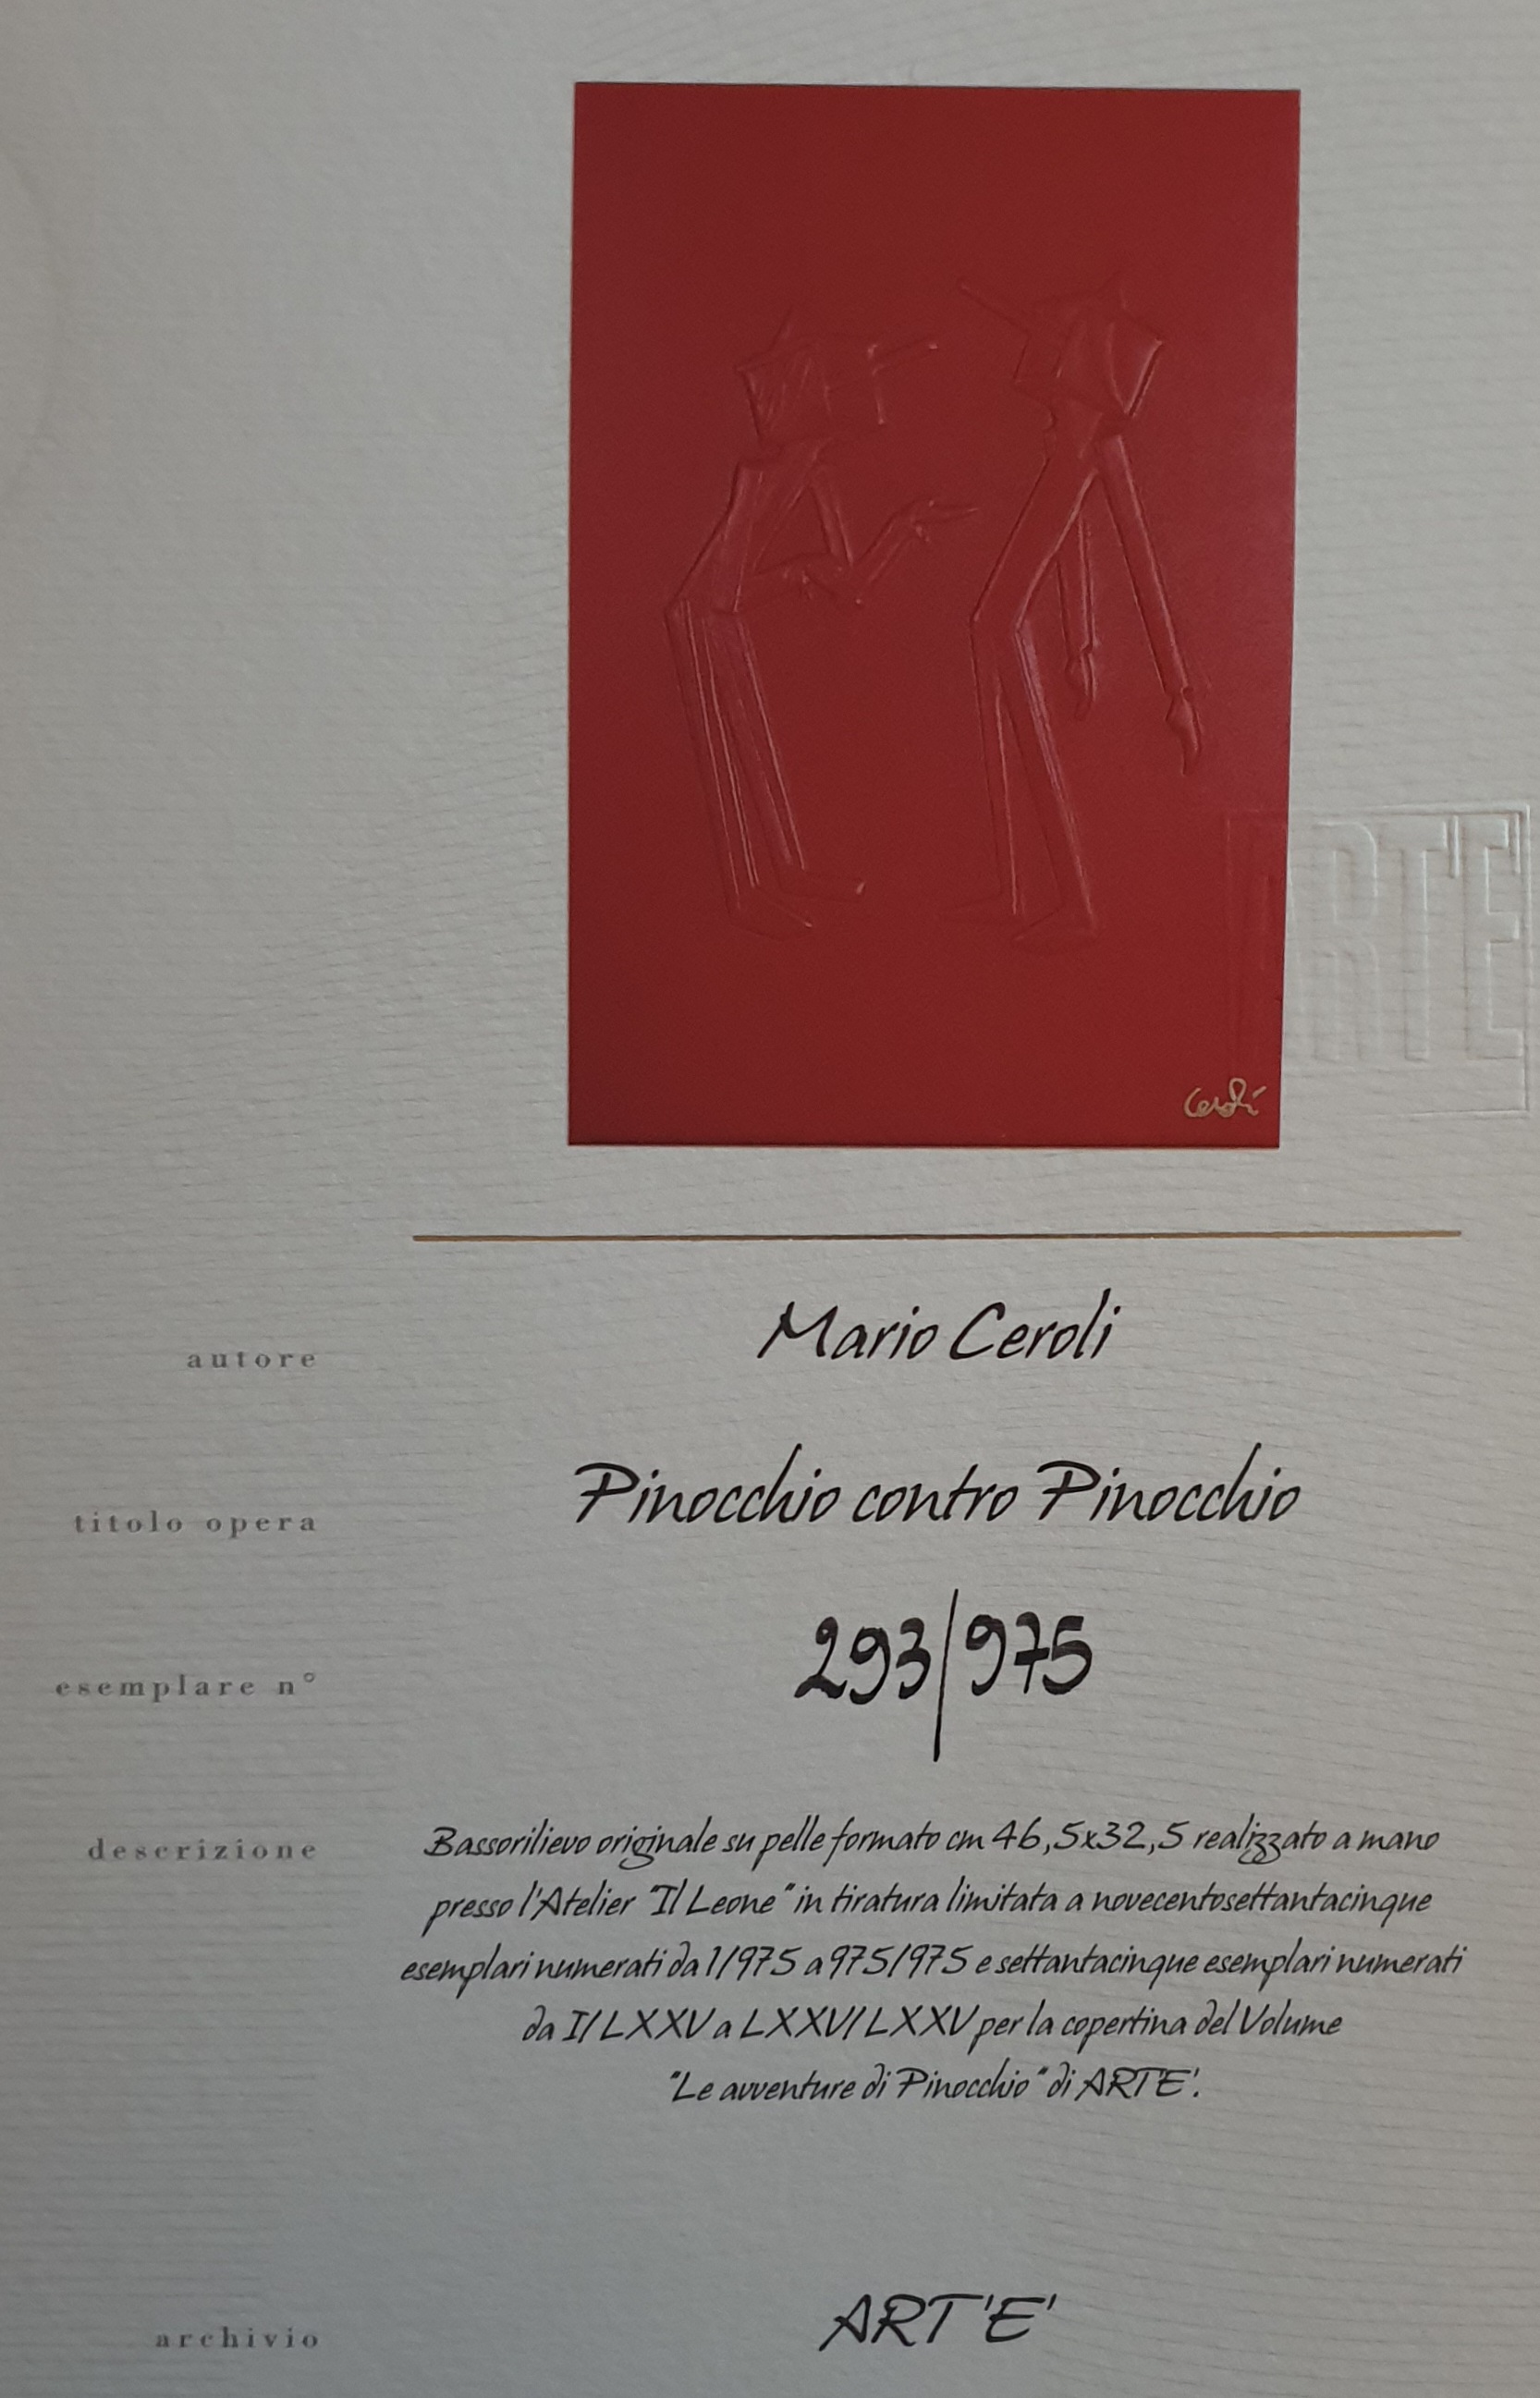 ART'E'
Ceroli
autore
Mario Ceroli
titolo opera
Pinocchio contro Pinocchio
esemplare n°
293/975
descrizione
Bassorilievo originale su pelle formato cm 46,5x32,5 realizzato a mano
presso l'Atelier "Il Leone" in tiratura limitata a novecentosettantacinque
esemplari numerati da 1/975 a 975/975 e settantacinque esemplari numerati
da I/LXXV a LXXV/LXXV per la copertina del Volume
"Le avventure di Pinocchio" di ART'E'.
archivio
ART'E'